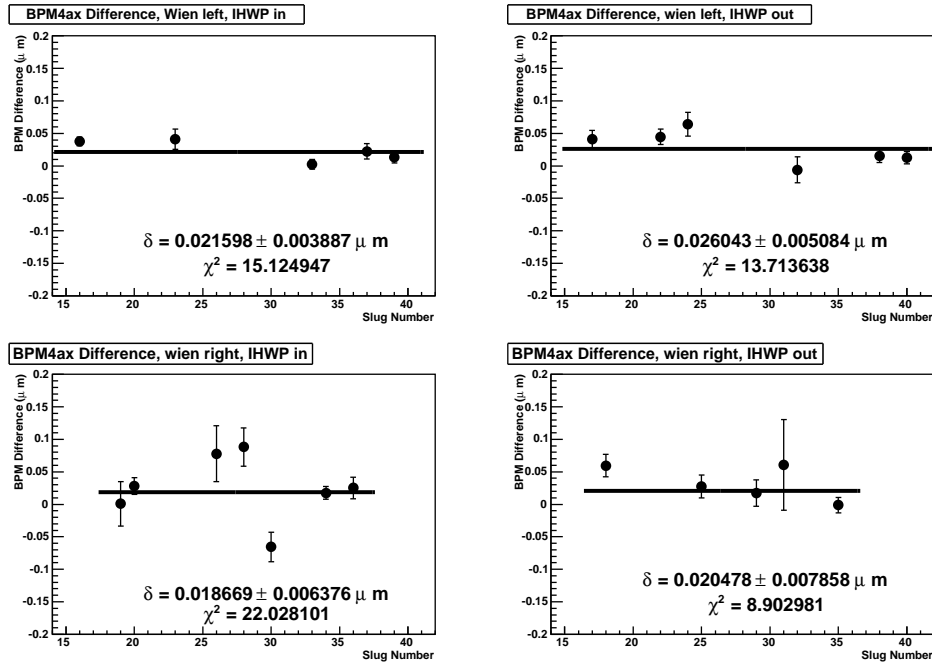 BPM4ax Difference, Wien left, IHWP in
BPM Difference (μ m)
0.2
0.15
0.1
0.05
0
-0.05
-0.1
-0.15
-0.2
δ = 0.021598 ± 0.003887 μ m
χ² = 15.124947
15 20 25 30 35 40
Slug Number
BPM4ax Difference, wien left, IHWP out
BPM Difference (μ m)
0.2
0.15
0.1
0.05
0
-0.05
-0.1
-0.15
-0.2
δ = 0.026043 ± 0.005084 μ m
χ² = 13.713638
15 20 25 30 35 40
Slug Number
BPM4ax Difference, wien right, IHWP in
BPM Difference (μ m)
0.2
0.15
0.1
0.05
0
-0.05
-0.1
-0.15
-0.2
δ = 0.018669 ± 0.006376 μ m
χ² = 22.028101
15 20 25 30 35 40
Slug Number
BPM4ax Difference, wien right, IHWP out
BPM Difference (μ m)
0.2
0.15
0.1
0.05
0
-0.05
-0.1
-0.15
-0.2
δ = 0.020478 ± 0.007858 μ m
χ² = 8.902981
15 20 25 30 35 40
Slug Number